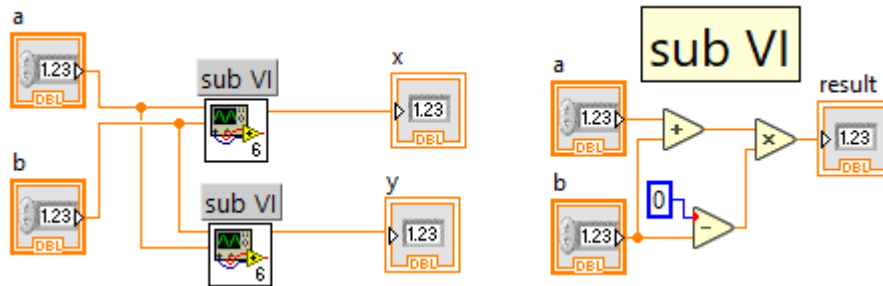 a
1.23
DBL
b
1.23
DBL
sub VI
6
sub VI
6
x
1.23
DBL
y
1.23
DBL
sub VI
a
1.23
DBL
b
1.23
DBL
0
+
-
x
result
1.23
DBL